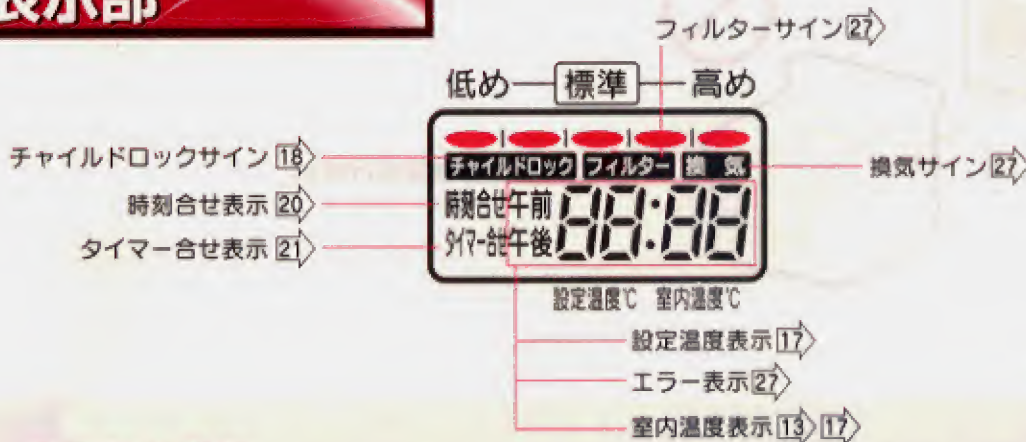 表示部
フィルターサイン27
低め 標準 高め
チャイルドロックサイン18
チャイルドロック フィルター 換気
換気サイン27
時刻合せ表示20
時刻合せ 午前 88:88
タイマー合せ表示21
タイマー合せ 午後
設定温度℃ 室内温度℃
設定温度表示17
エラー表示27
室内温度表示13 17